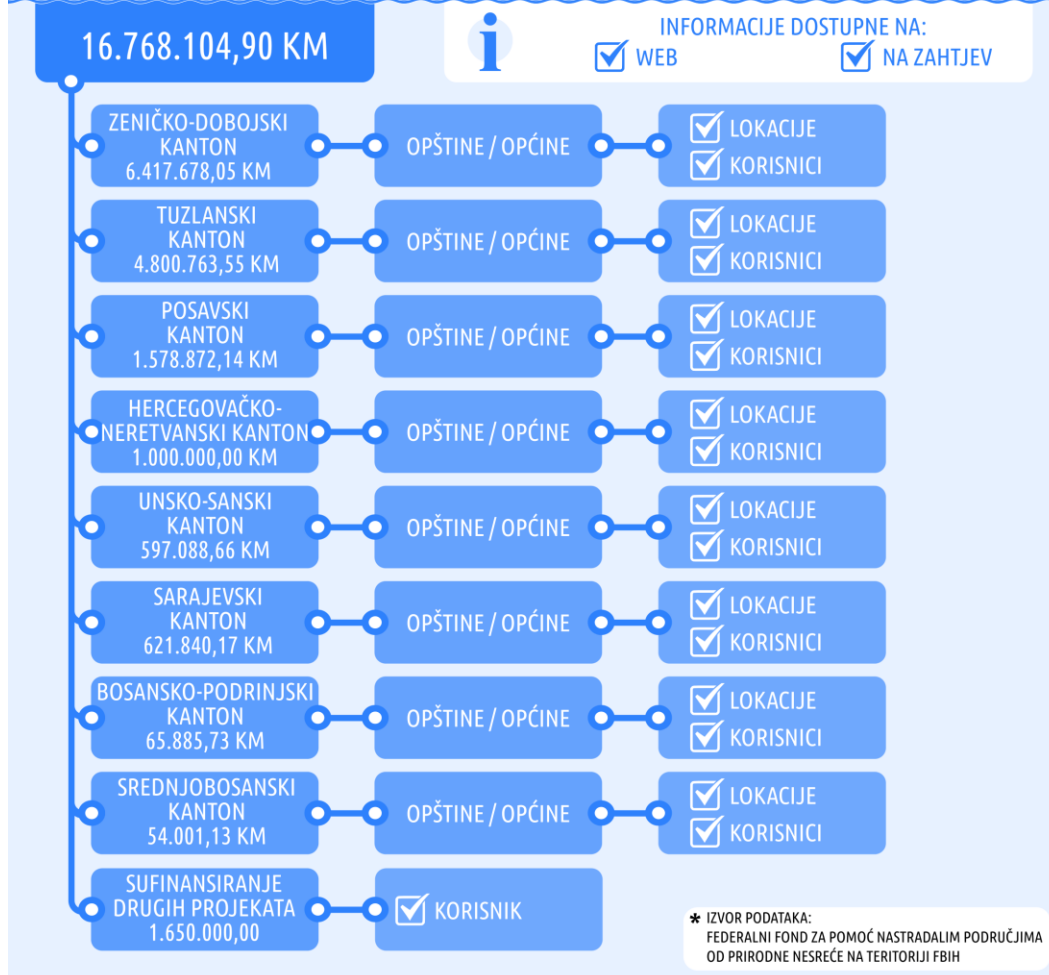 16.768.104,90 KM
INFORMACIJE DOSTUPNE NA:
WEB
NA ZAHTJEV
ZENIČKO-DOBOJSKI
KANTON
6.417.678,05 KM
OPŠTINE / OPĆINE
LOKACIJE
KORISNICI
TUZLANSKI
KANTON
4.800.763,55 KM
OPŠTINE / OPĆINE
LOKACIJE
KORISNICI
POSAVSKI
KANTON
1.578.872,14 KM
OPŠTINE / OPĆINE
LOKACIJE
KORISNICI
HERCEGOVAČKO-
NERETVANSKI KANTON
1.000.000,00 KM
OPŠTINE / OPĆINE
LOKACIJE
KORISNICI
UNSKO-SANSKI
KANTON
597.088,66 KM
OPŠTINE / OPĆINE
LOKACIJE
KORISNICI
SARAJEVSKI
KANTON
621.840,17 KM
OPŠTINE / OPĆINE
LOKACIJE
KORISNICI
BOSANSKO-PODRINJSKI
KANTON
65.885,73 KM
OPŠTINE / OPĆINE
LOKACIJE
KORISNICI
SREDNJOBOSANSKI
KANTON
54.001,13 KM
OPŠTINE / OPĆINE
LOKACIJE
KORISNICI
SUFINANSIRANJE
DRUGIH PROJEKATA
1.650.000,00
KORISNIK
* IZVOR PODATAKA:
FEDERALNI FOND ZA POMOĆ NASTRADALIM PODRUČJIMA
OD PRIRODNE NESREĆE NA TERITORIJI FBIH